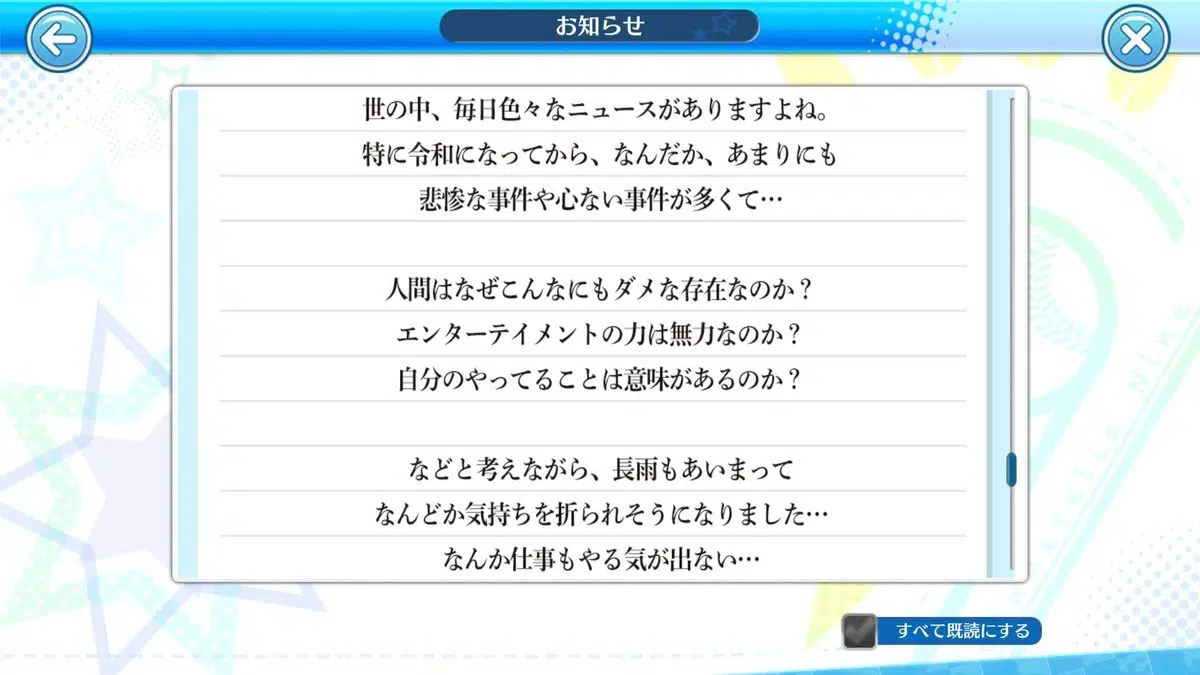 お知らせ
世の中、毎日色々なニュースがありますよね。
特に令和になってから、なんだか、あまりにも
悲惨な事件や心ない事件が多くて…
人間はなぜこんなにもダメな存在なのか？
エンターテイメントの力は無力なのか？
自分のやってることは意味があるのか？
などと考えながら、長雨もあいまって
なんどか気持ちを折られそうになりました…
なんか仕事もやる気が出ない…
すべて既読にする